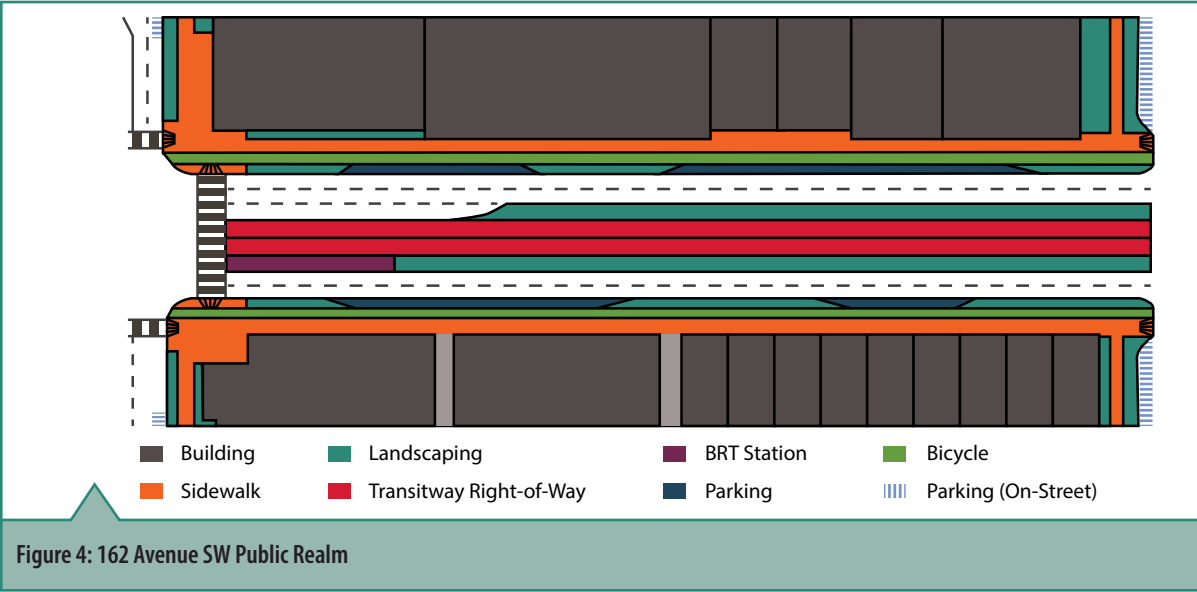 Building
Landscaping
BRT Station
Bicycle
Sidewalk
Transitway Right-of-Way
Parking
Parking (On-Street)
Figure 4: 162 Avenue SW Public Realm